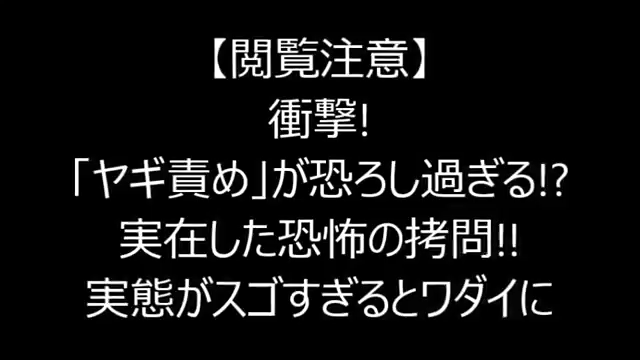 【閲覧注意】
衝撃!
「ヤギ責め」が恐ろし過ぎる!?
実在した恐怖の拷問!!
実態がスゴすぎるとワダイに